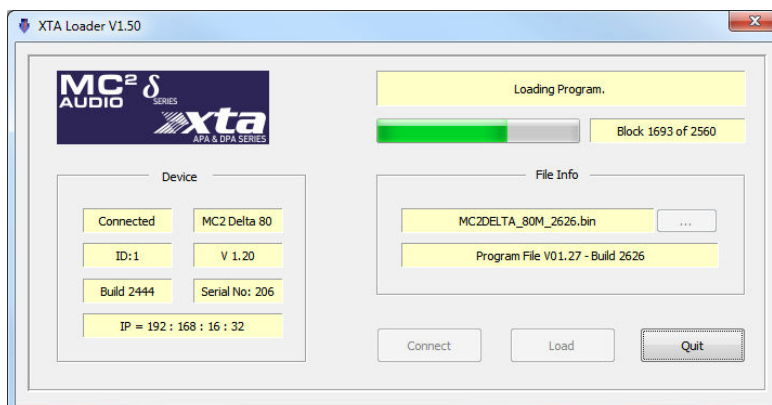 XTA Loader V1.50
MC² δ
AUDIO SERIES
xta
APA & DPA SERIES
Loading Program.
Block 1693 of 2560
Device
Connected MC2 Delta 80
ID:1 V 1.20
Build 2444 Serial No: 206
IP = 192 : 168 : 16 : 32
File Info
MC2DELTA_80M_2626.bin ...
Program File V01.27 - Build 2626
Connect Load Quit